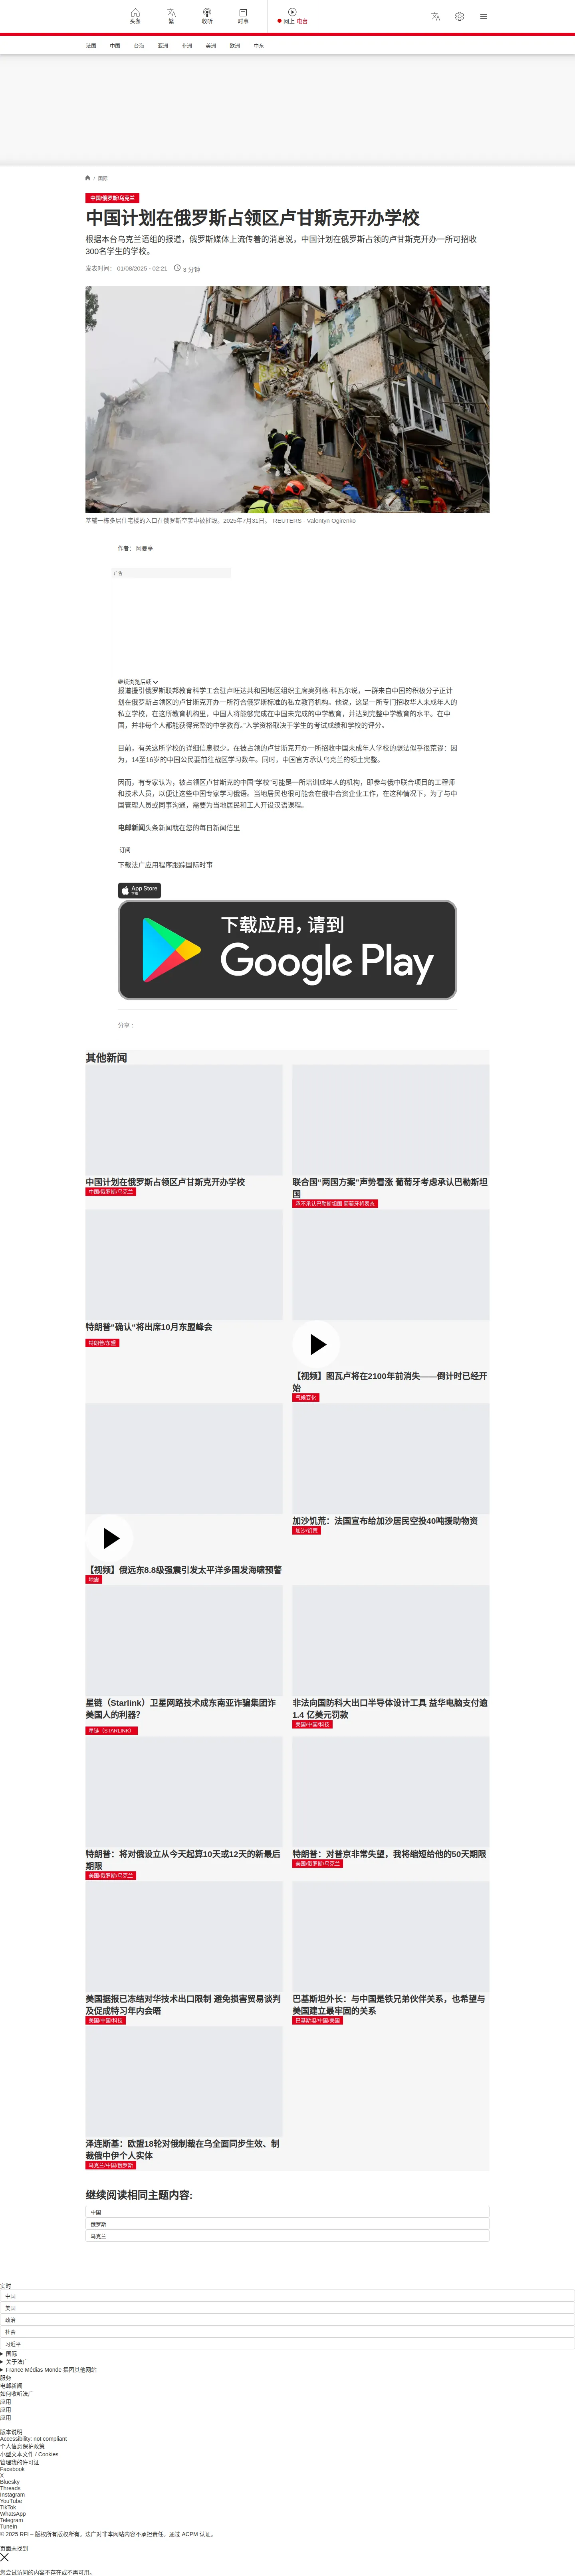 头条
繁
收听
时事
网上 电台
法国 中国 台海 亚洲 非洲 美洲 欧洲 中东
/ 国际
中国/俄罗斯/乌克兰
中国计划在俄罗斯占领区卢甘斯克开办学校
根据本台乌克兰语组的报道，俄罗斯媒体上流传着的消息说，中国计划在俄罗斯占领的卢甘斯克开办一所可招收
300名学生的学校。
发表时间： 01/08/2025 - 02:21 3 分钟
基辅一栋多层住宅楼的入口在俄罗斯空袭中被摧毁。2025年7月31日。 REUTERS - Valentyn Ogirenko
作者： 阿曼亭
广告
继续浏览后续
报道援引俄罗斯联邦教育科学工会驻卢旺达共和国地区组织主席奥列格·科瓦尔说，一群来自中国的积极分子正计
划在俄罗斯占领区的卢甘斯克开办一所符合俄罗斯标准的私立教育机构。他说，这是一所专门招收华人未成年人的
私立学校，在这所教育机构里，中国人将能够完成在中国未完成的中学教育，并达到完整中学教育的水平。在中
国，并非每个人都能获得完整的中学教育。”入学资格取决于学生的考试成绩和学校的评分。
目前，有关这所学校的详细信息很少。在被占领的卢甘斯克开办一所招收中国未成年人学校的想法似乎很荒谬：因
为，14至16岁的中国公民要前往战区学习数年。同时，中国官方承认乌克兰的领土完整。
因而，有专家认为，被占领区卢甘斯克的中国“学校”可能是一所培训成年人的机构，即参与俄中联合项目的工程师
和技术人员，以便让这些中国专家学习俄语。当地居民也很可能会在俄中合资企业工作，在这种情况下，为了与中
国管理人员或同事沟通，需要为当地居民和工人开设汉语课程。
电邮新闻头条新闻就在您的每日新闻信里
订阅
下载法广应用程序跟踪国际时事
App Store
下载
下载应用，请到
Google Play
分享 :
其他新闻
中国计划在俄罗斯占领区卢甘斯克开办学校
中国/俄罗斯/乌克兰
联合国“两国方案”声势看涨 葡萄牙考虑承认巴勒斯坦
国
承不承认巴勒斯坦国 葡萄牙将表态
特朗普“确认“将出席10月东盟峰会
特朗普/东盟
【视频】图瓦卢将在2100年前消失——倒计时已经开
始
气候变化
【视频】俄远东8.8级强震引发太平洋多国发海啸预警
地震
加沙饥荒：法国宣布给加沙居民空投40吨援助物资
加沙/饥荒
星链（Starlink）卫星网路技术成东南亚诈骗集团诈
美国人的利器？
星链（STARLINK）
非法向国防科大出口半导体设计工具 益华电脑支付逾
1.4 亿美元罚款
美国/中国/科技
特朗普：将对俄设立从今天起算10天或12天的新最后
期限
美国/俄罗斯/乌克兰
特朗普：对普京非常失望，我将缩短给他的50天期限
美国/俄罗斯/乌克兰
美国据报已冻结对华技术出口限制 避免损害贸易谈判
及促成特习年内会晤
美国/中国/科技
巴基斯坦外长：与中国是铁兄弟伙伴关系，也希望与
美国建立最牢固的关系
巴基斯坦/中国/美国
泽连斯基：欧盟18轮对俄制裁在乌全面同步生效、制
裁俄中伊个人实体
乌克兰/中国/俄罗斯
继续阅读相同主题内容:
中国
俄罗斯
乌克兰
实时
中国
美国
政治
社会
习近平
国际
关于法广
France Médias Monde 集团其他网站
服务
电邮新闻
如何收听法广
应用
应用
应用
版本说明
Accessibility: not compliant
个人信息保护政策
小型文本文件 / Cookies
管理我的许可证
Facebook
X
Bluesky
Threads
Instagram
YouTube
TikTok
WhatsApp
Telegram
TuneIn
© 2025 RFI – 版权所有版权所有。法广对非本网站内容不承担责任。通过 ACPM 认证。
页面未找到
您尝试访问的内容不存在或不再可用。